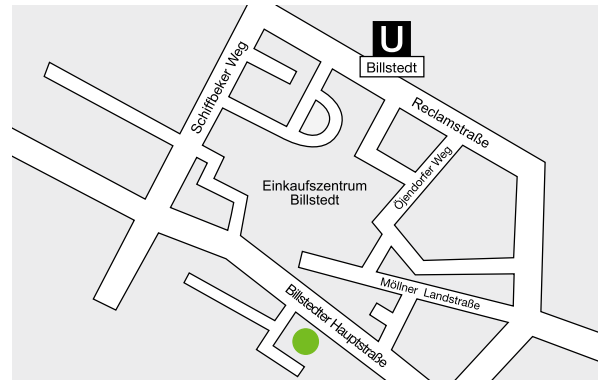 U
Billstedt
Schiffbeker Weg
Reclamstraße
Öjendorfer Weg
Einkaufszentrum
Billstedt
Möllner Landstraße
Billstedter Hauptstraße